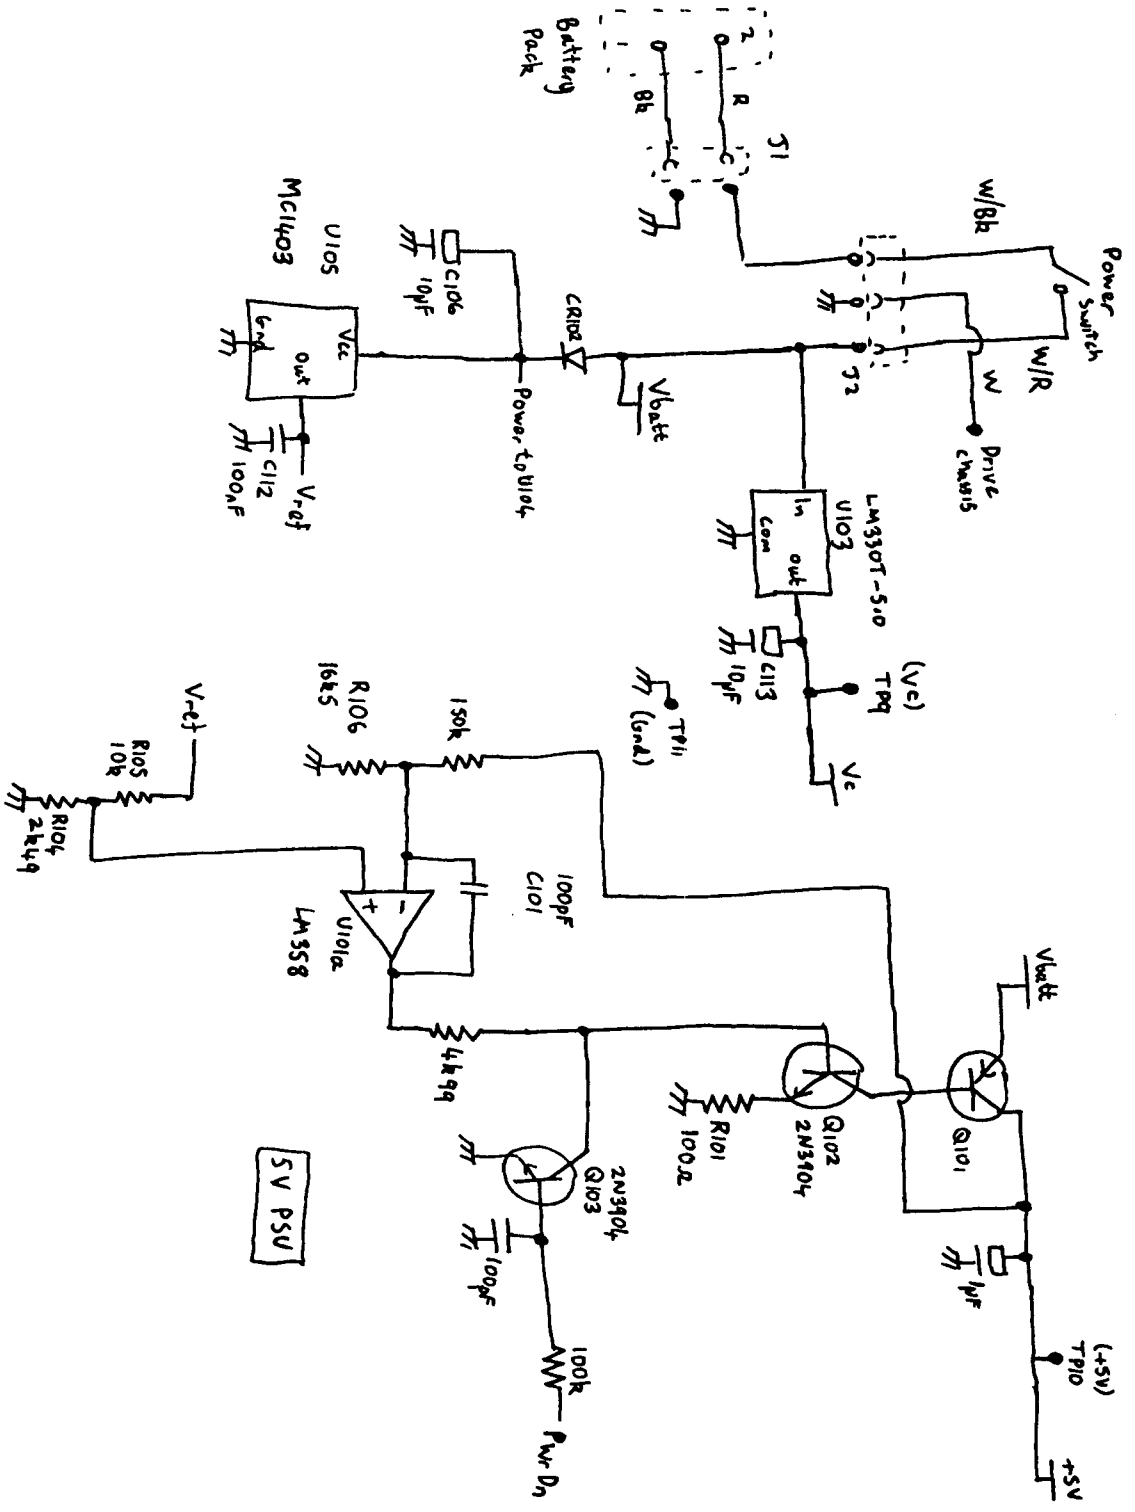 Battery
Pack
2
R
Bk
J1
W/Bk
Power
Switch
W/R
W
Drive
chassis
J2
Vbatt
CR102
Power to U104
C106
10µF
U105
MC1403
Vcc
Gnd
Out
C112
100nF
Vref
LM330T-5.0
U103
In
Com
Out
C113
10µF
(Vc)
TP9
Vc
TP11
(Gnd)
150k
R106
16k5
Vref
R105
10k
R104
2k49
100pF
C101
+
-
U101a
LM358
4k99
Vbatt
Q101
Q102
2N3904
R101
100Ω
2N3904
Q103
100pF
100k
Pwr Dn
1µF
(+5V)
TP10
+5V
5V PSU